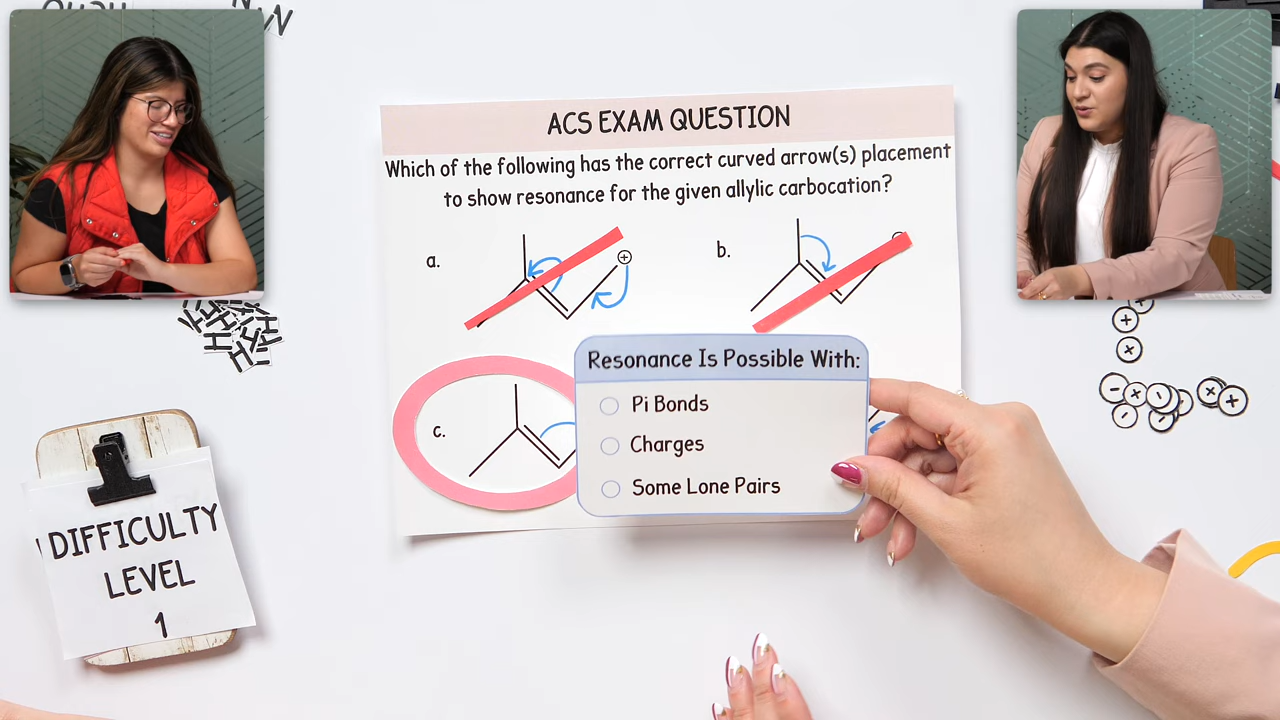 ACS EXAM QUESTION
Which of the following has the correct curved arrow(s) placement
to show resonance for the given allylic carbocation?
a.
b.
c.
Resonance Is Possible With:
Pi Bonds
Charges
Some Lone Pairs
DIFFICULTY
LEVEL
1